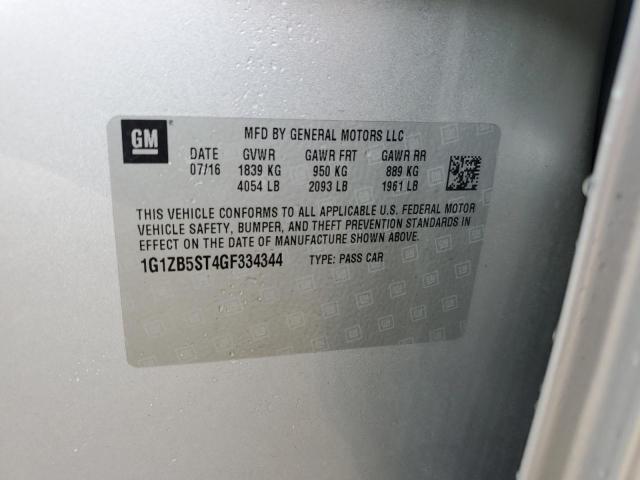 GM
MFD BY GENERAL MOTORS LLC
DATE GVWR GAWR FRT GAWR RR
07/16 1839 KG 950 KG 889 KG
4054 LB 2093 LB 1961 LB
THIS VEHICLE CONFORMS TO ALL APPLICABLE U.S. FEDERAL MOTOR
VEHICLE SAFETY, BUMPER, AND THEFT PREVENTION STANDARDS IN
EFFECT ON THE DATE OF MANUFACTURE SHOWN ABOVE.
1G1ZB5ST4GF334344 TYPE: PASS CAR